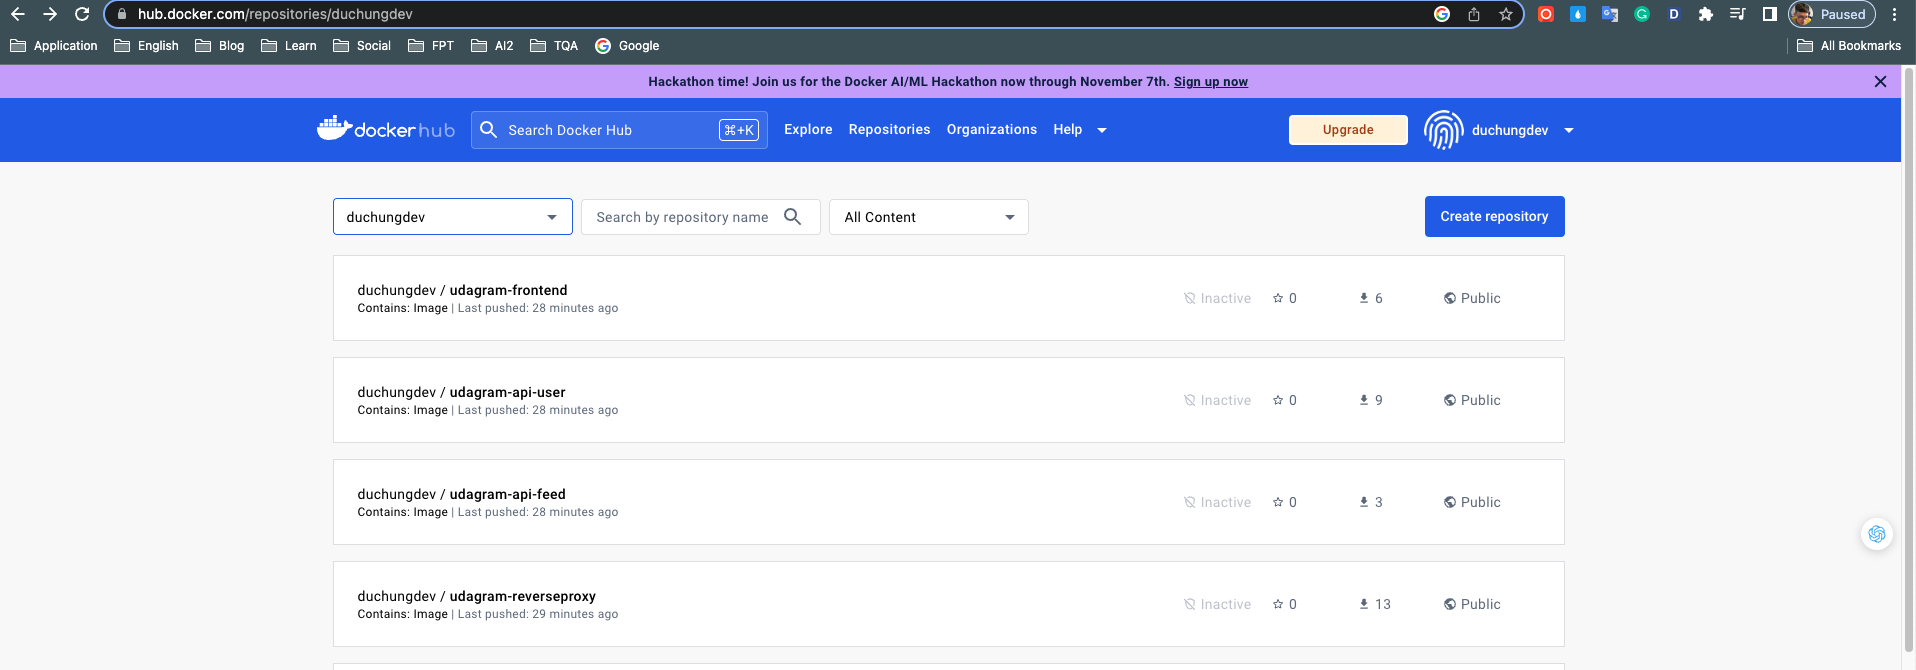 hub.docker.com/repositories/duchungdev
Paused
Application English Blog Learn Social FPT AI2 TQA Google All Bookmarks
Hackathon time! Join us for the Docker AI/ML Hackathon now through November 7th. Sign up now
dockerhub Search Docker Hub ⌘+K Explore Repositories Organizations Help Upgrade duchungdev
duchungdev Search by repository name All Content Create repository
duchungdev / udagram-frontend
Contains: Image | Last pushed: 28 minutes ago
Inactive 0 6 Public
duchungdev / udagram-api-user
Contains: Image | Last pushed: 28 minutes ago
Inactive 0 9 Public
duchungdev / udagram-api-feed
Contains: Image | Last pushed: 28 minutes ago
Inactive 0 3 Public
duchungdev / udagram-reverseproxy
Contains: Image | Last pushed: 29 minutes ago
Inactive 0 13 Public